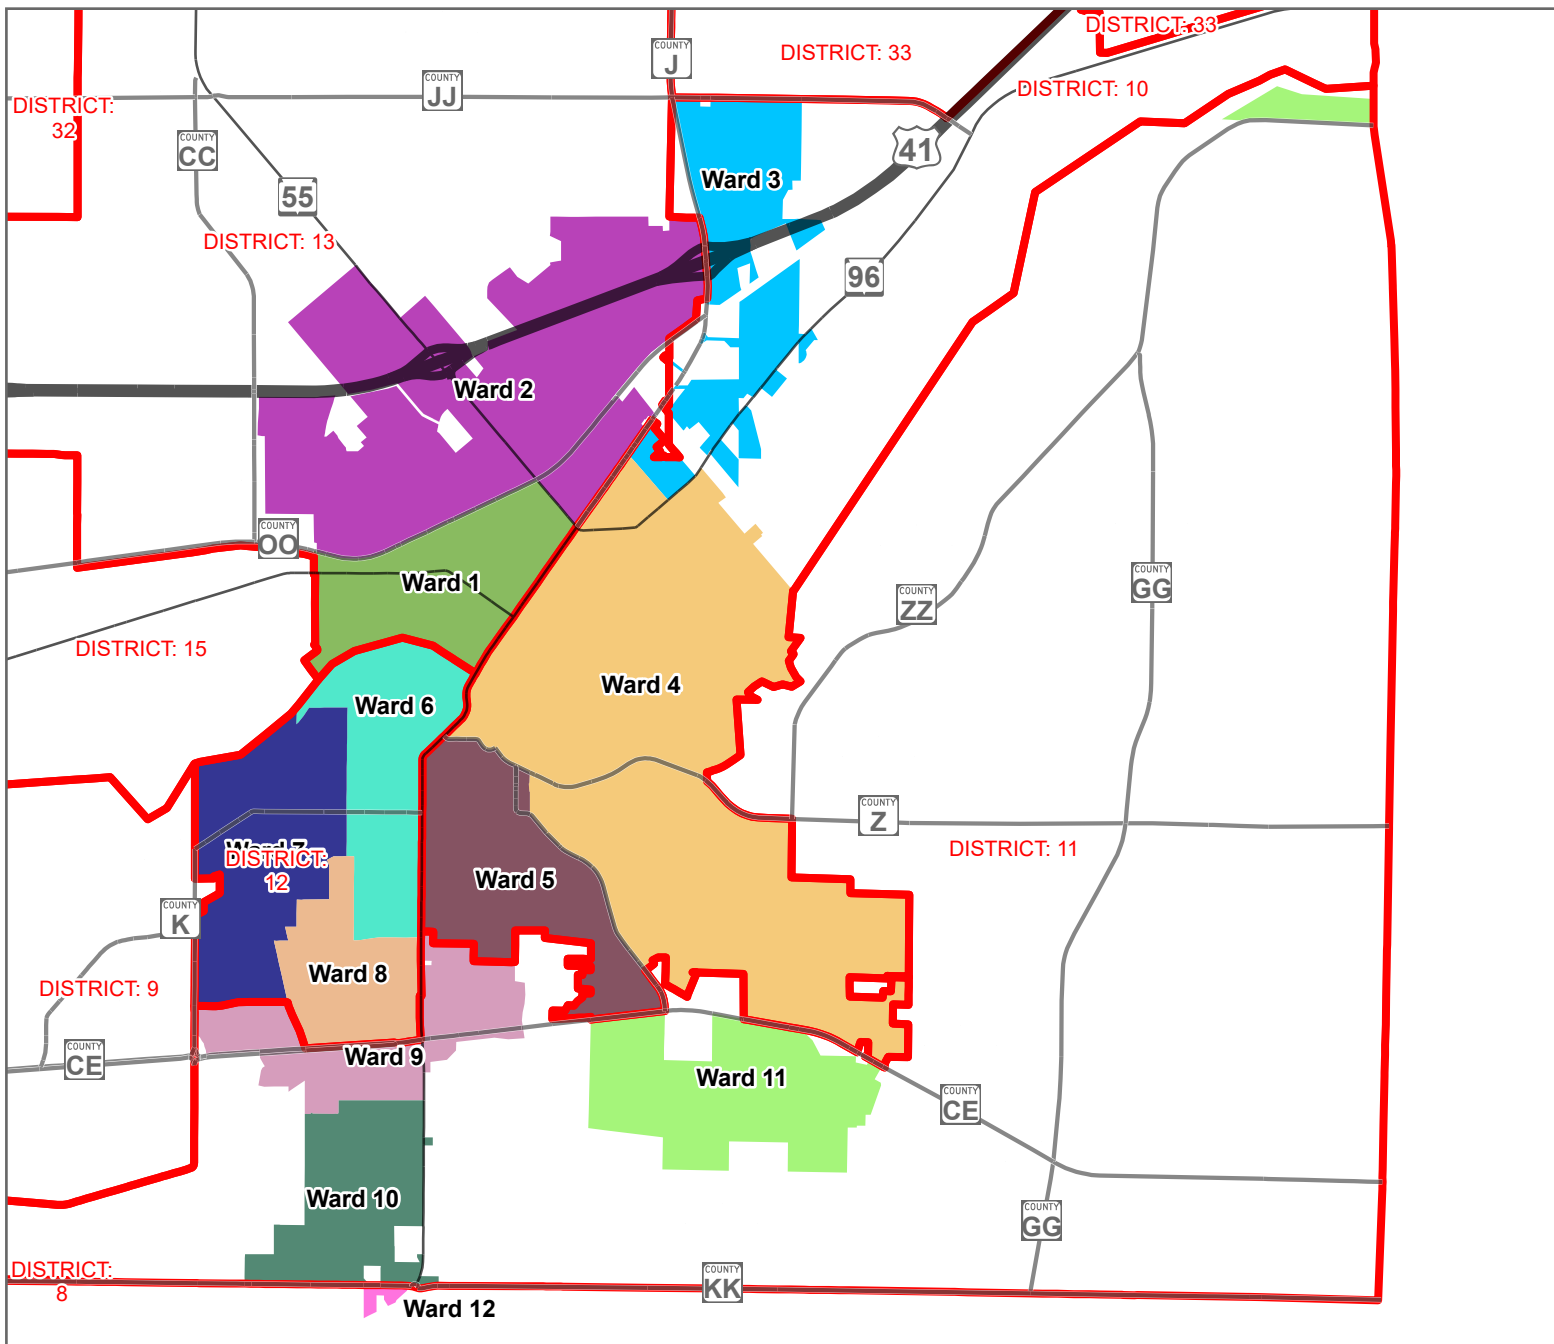 DISTRICT: 33
DISTRICT: 33
COUNTY
J
COUNTY
JJ
DISTRICT: 10
DISTRICT:
32
COUNTY
CC
41
Ward 3
55
DISTRICT: 13
96
Ward 2
COUNTY
OO
Ward 1
COUNTY
GG
COUNTY
ZZ
DISTRICT: 15
Ward 4
Ward 6
COUNTY
Z
Ward 7
DISTRICT:
12
DISTRICT: 11
Ward 5
COUNTY
K
Ward 8
DISTRICT: 9
Ward 9
COUNTY
CE
Ward 11
COUNTY
CE
Ward 10
COUNTY
GG
DISTRICT:
8
COUNTY
KK
Ward 12